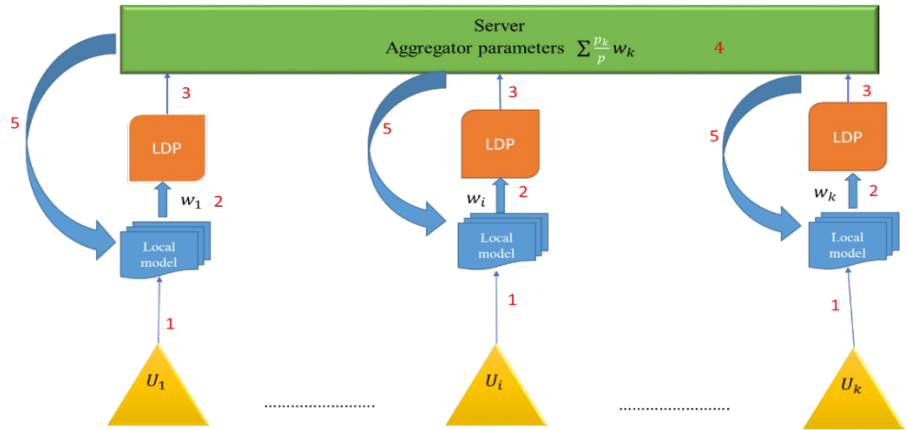 Server
Aggregator parameters ∑ p_k/p w_k 4
3 3 3
5 5 5
LDP LDP LDP
w_1 2 w_i 2 w_k 2
Local model Local model Local model
1 1 1
U_1 U_i U_k
........................ ........................